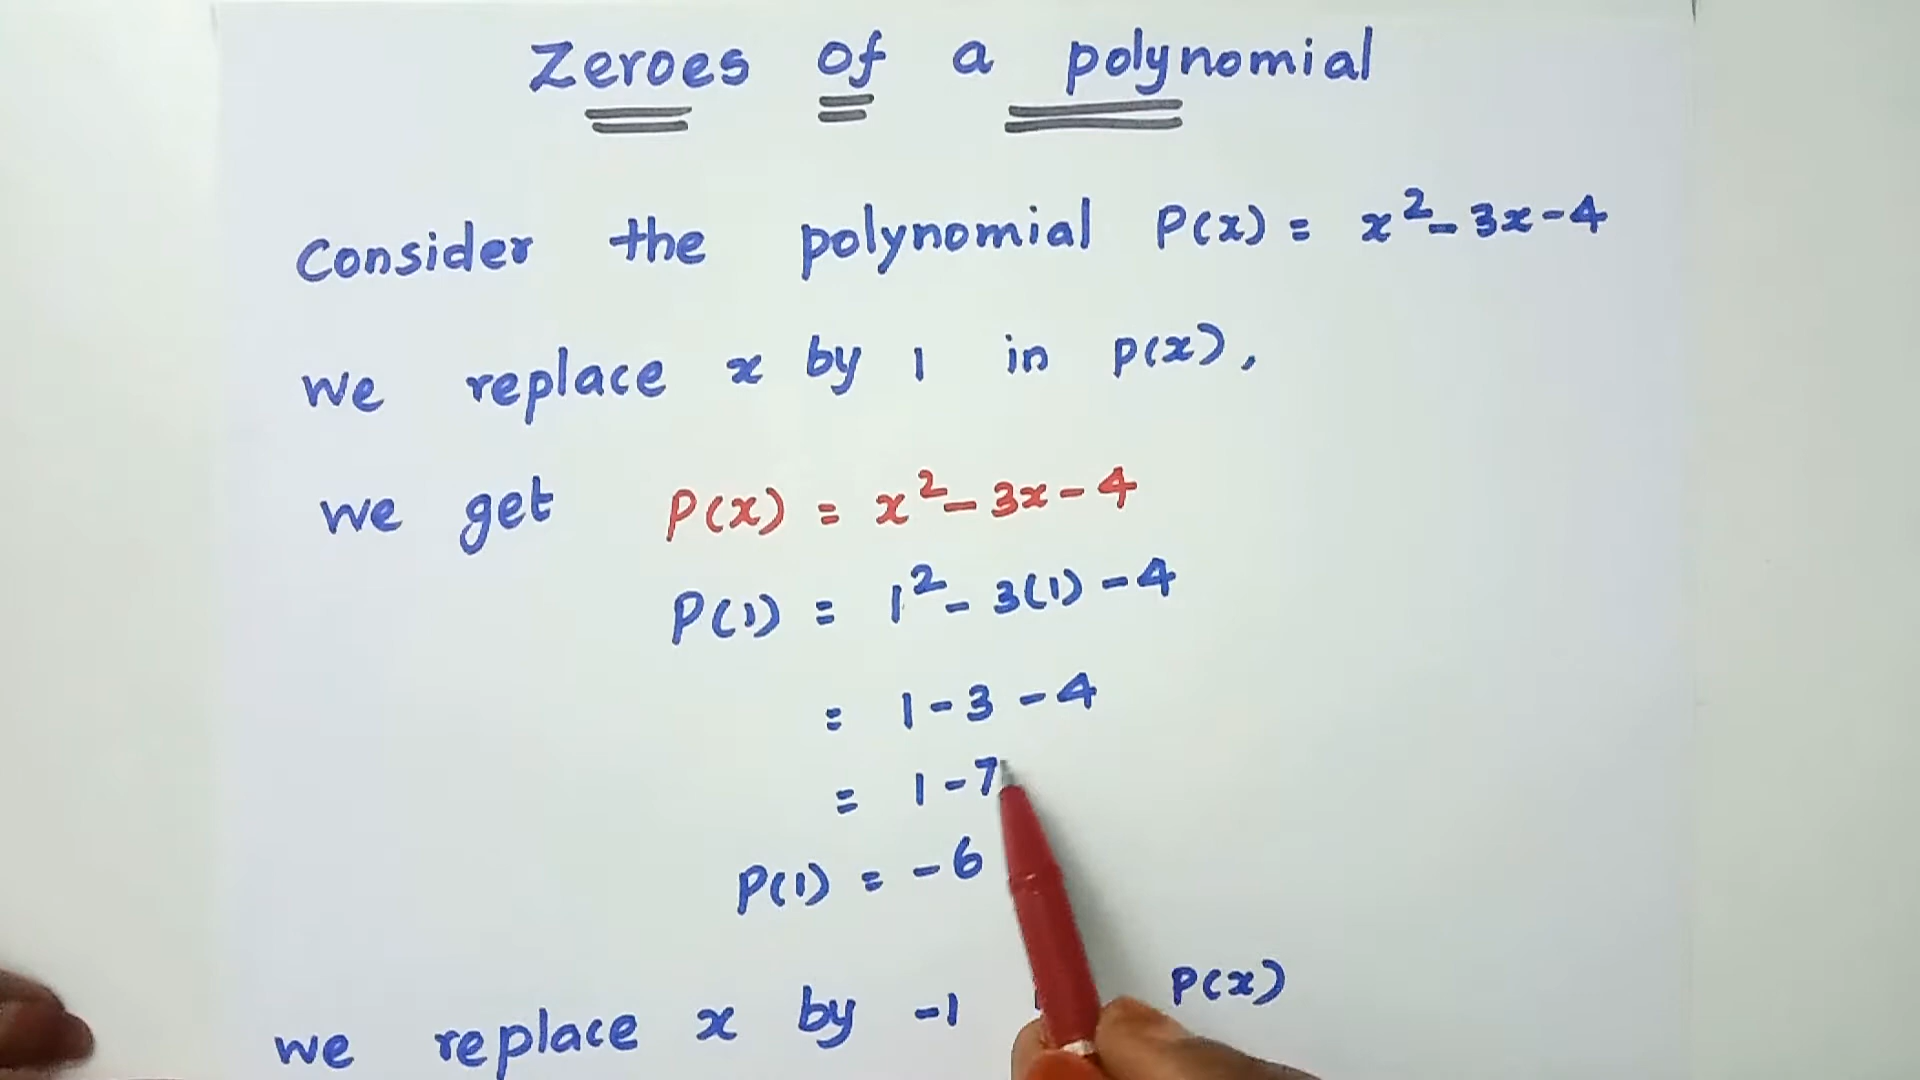 Zeroes of a polynomial
Consider the polynomial P(x) = x² - 3x - 4
we replace x by 1 in p(x),
we get P(x) = x² - 3x - 4
P(1) = 1² - 3(1) - 4
= 1 - 3 - 4
= 1 - 7
P(1) = - 6
we replace x by -1 P(x)